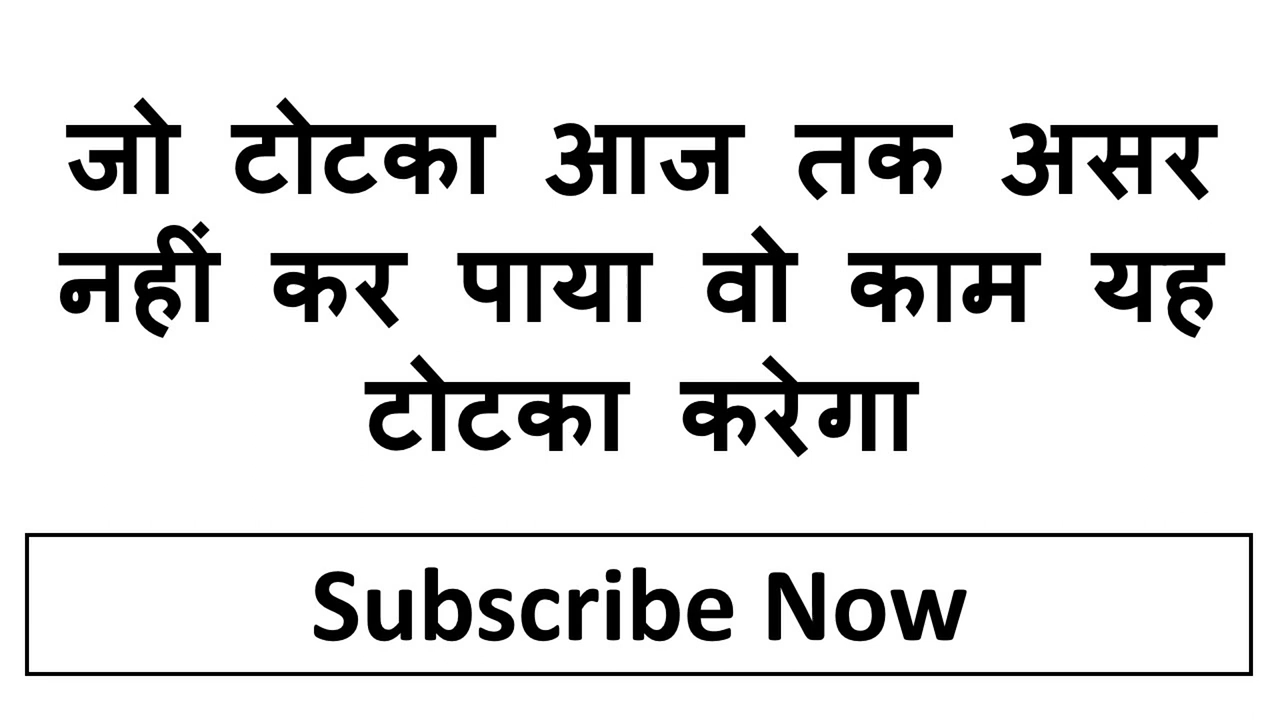 जो टोटका आज तक असर
नहीं कर पाया वो काम यह
टोटका करेगा
Subscribe Now